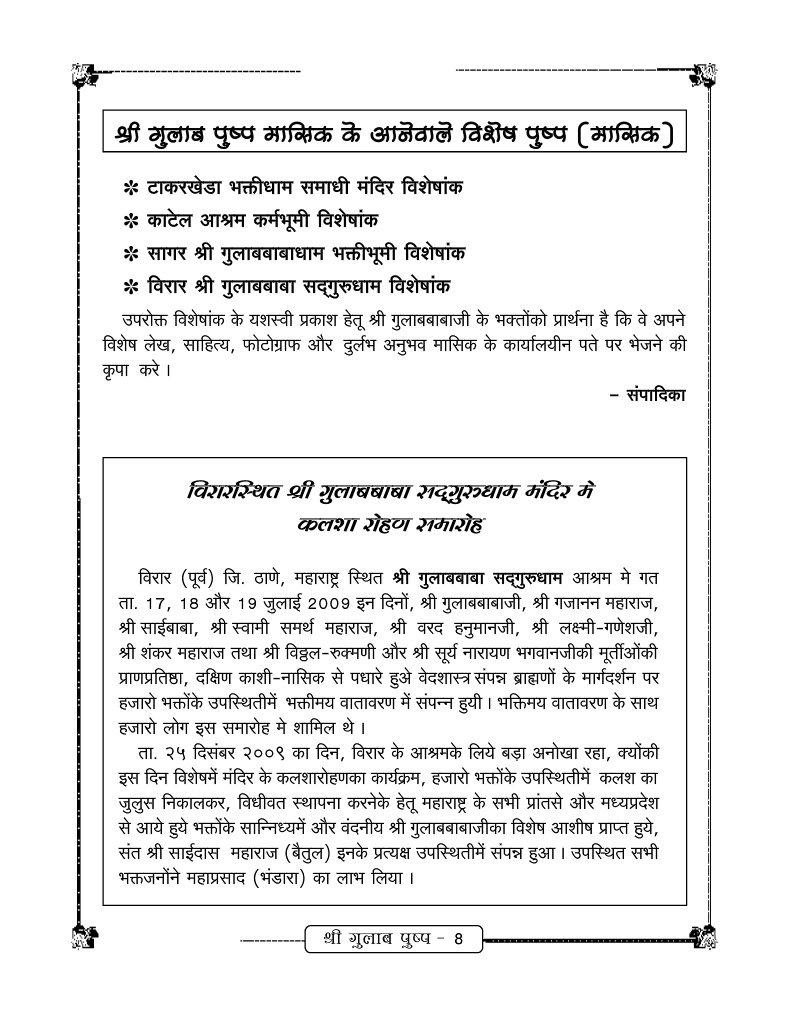 श्री गुलाब पुष्प मासिक के आनेवाले विशेष पुष्प (मासिक)
✽ टाकरखेडा भक्तीधाम समाधी मंदिर विशेषांक
✽ काटेल आश्रम कर्मभूमी विशेषांक
✽ सागर श्री गुलाबबाबाधाम भक्तीभूमी विशेषांक
✽ विरार श्री गुलाबबाबा सद्‌गुरुधाम विशेषांक
उपरोक्त विशेषांक के यशस्वी प्रकाश हेतू श्री गुलाबबाबाजी के भक्तोंको प्रार्थना है कि वे अपने
विशेष लेख, साहित्य, फोटोग्राफ और दुर्लभ अनुभव मासिक के कार्यालयीन पते पर भेजने की
कृपा करे ।
– संपादिका
विरारस्थित श्री गुलाबबाबा सद्‌गुरुधाम मंदिर मे
कलशा रोहण समारोह
विरार (पूर्व) जि. ठाणे, महाराष्ट्र स्थित श्री गुलाबबाबा सद्‌गुरुधाम आश्रम मे गत
ता. 17, 18 और 19 जुलाई 2009 इन दिनों, श्री गुलाबबाबाजी, श्री गजानन महाराज,
श्री साईबाबा, श्री स्वामी समर्थ महाराज, श्री वरद हनुमानजी, श्री लक्ष्मी-गणेशजी,
श्री शंकर महाराज तथा श्री विठ्ठल-रुक्मणी और श्री सूर्य नारायण भगवानजीकी मूर्तीओंकी
प्राणप्रतिष्ठा, दक्षिण काशी-नासिक से पधारे हुअे वेदशास्त्र संपन्न ब्राह्मणों के मार्गदर्शन पर
हजारो भक्तोंके उपस्थितीमें भक्तीमय वातावरण में संपन्न हुयी । भक्तिमय वातावरण के साथ
हजारो लोग इस समारोह मे शामिल थे ।
ता. २५ दिसंबर २००९ का दिन, विरार के आश्रमके लिये बड़ा अनोखा रहा, क्योंकी
इस दिन विशेषमें मंदिर के कलशारोहणका कार्यक्रम, हजारो भक्तोंके उपस्थितीमें कलश का
जुलुस निकालकर, विधीवत स्थापना करनेके हेतू महाराष्ट्र के सभी प्रांतसे और मध्यप्रदेश
से आये हुये भक्तोंके सान्निध्यमें और वंदनीय श्री गुलाबबाबाजीका विशेष आशीष प्राप्त हुये,
संत श्री साईदास महाराज (बैतुल) इनके प्रत्यक्ष उपस्थितीमें संपन्न हुआ । उपस्थित सभी
भक्तजनोंने महाप्रसाद (भंडारा) का लाभ लिया ।
श्री गुलाब पुष्प - 8